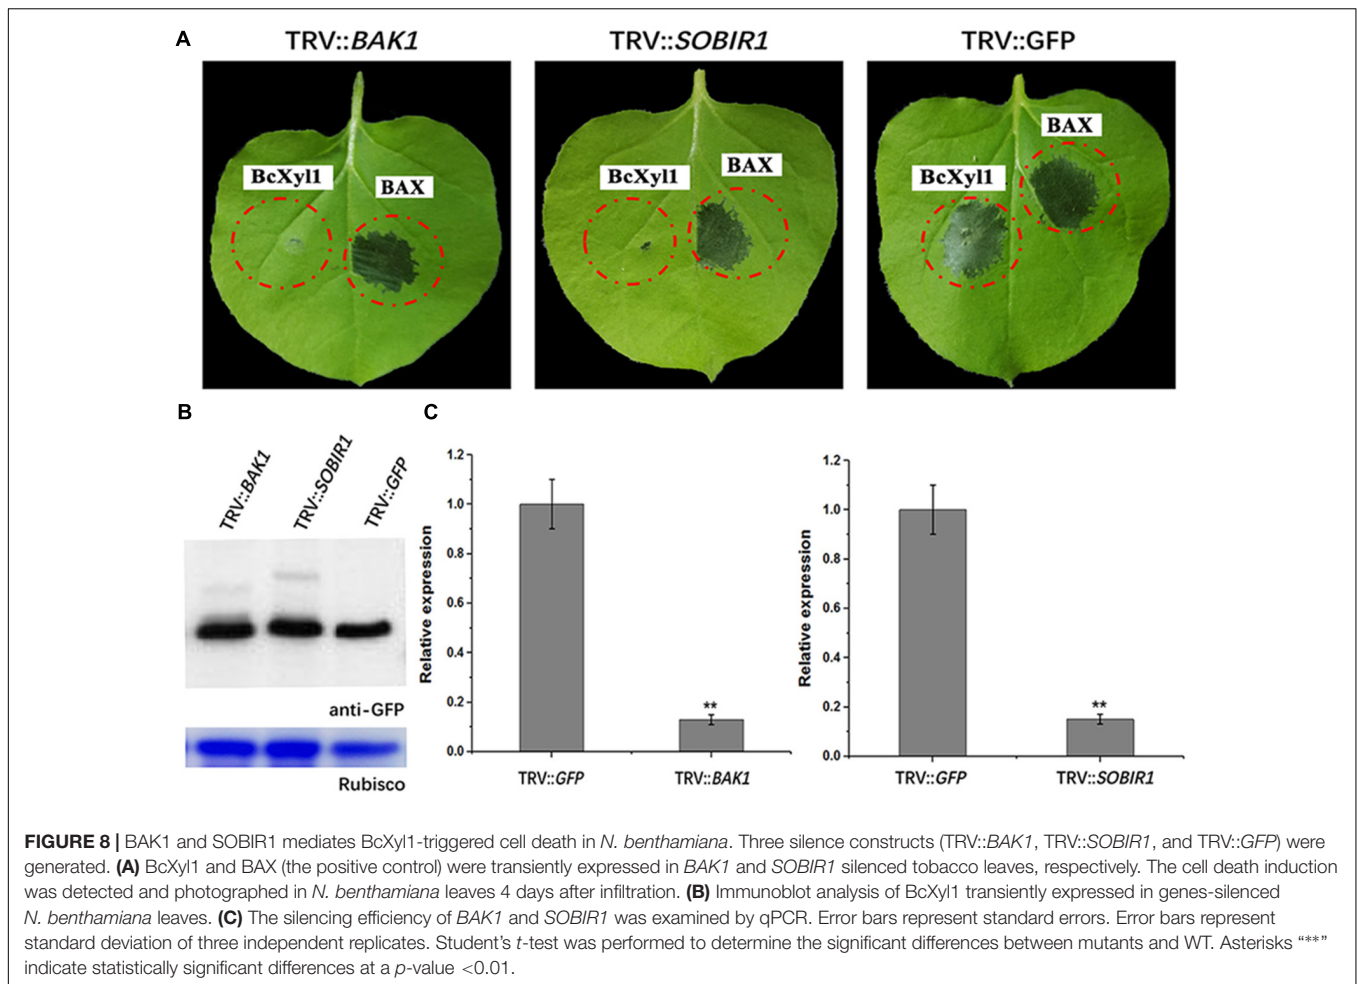 A
TRV::BAK1
TRV::SOBIR1
TRV::GFP
BcXyl1
BAX
BcXyl1
BAX
BcXyl1
BAX
B
TRV::BAK1
TRV::SOBIR1
TRV::GFP
anti-GFP
Rubisco
C
Relative expression
1.2
1.0
0.8
0.6
0.4
0.2
0.0
**
TRV::GFP
TRV::BAK1
Relative expression
1.2
1.0
0.8
0.6
0.4
0.2
0.0
**
TRV::GFP
TRV::SOBIR1
FIGURE 8 | BAK1 and SOBIR1 mediates BcXyl1-triggered cell death in N. benthamiana. Three silence constructs (TRV::BAK1, TRV::SOBIR1, and TRV::GFP) were
generated. (A) BcXyl1 and BAX (the positive control) were transiently expressed in BAK1 and SOBIR1 silenced tobacco leaves, respectively. The cell death induction
was detected and photographed in N. benthamiana leaves 4 days after infiltration. (B) Immunoblot analysis of BcXyl1 transiently expressed in genes-silenced
N. benthamiana leaves. (C) The silencing efficiency of BAK1 and SOBIR1 was examined by qPCR. Error bars represent standard errors. Error bars represent
standard deviation of three independent replicates. Student's t-test was performed to determine the significant differences between mutants and WT. Asterisks "**"
indicate statistically significant differences at a p-value <0.01.